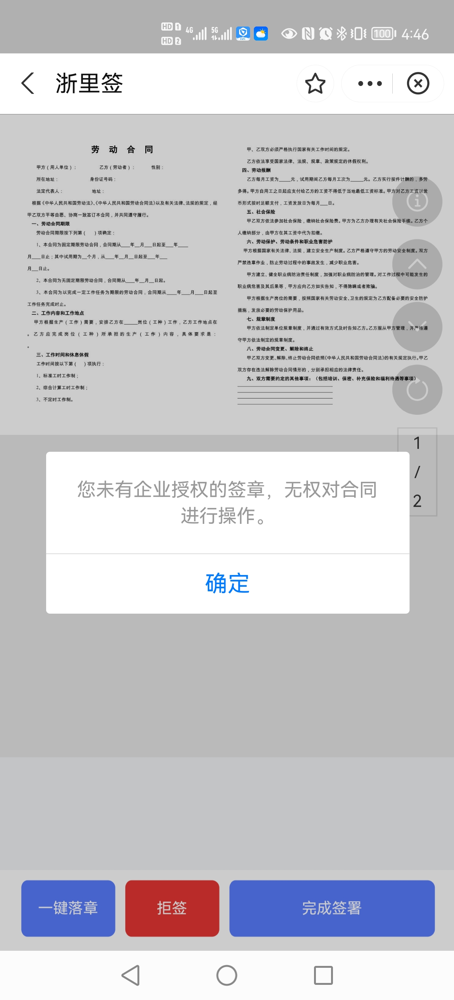 HD 1 4G 5G 100 4:46
HD 2
浙里签
劳 动 合 同
甲方（用人单位）： 乙方（劳动者）： 性别：
所在地址： 身份证号码：
法定代表人： 地址：
根据《中华人民共和国劳动法》、《中华人民共和国劳动合同法》以及有关法律、法规的规定，经
甲乙双方平等自愿、协商一致签订本合同，并共同遵守履行。
一、劳动合同期限
劳动合同期限按下列第（ ）项确定：
1、本合同为固定期限劳动合同，合同期从____年__月___日起至___年____
月____日止；其中试用期为__个月，从____年__月__日起至___年___
月___日止。
2、本合同为无固定期限劳动合同，合同期从____年__月__日起。
3、本合同为以完成一定工作任务为期限的劳动合同，合同期从____年____月____日起至
工作任务完成时止。
二、工作内容和工作地点
甲方根据生产（工作）需要，安排乙方在______岗位（工种）工作，乙方工作地点在
。乙方应完成岗位（工种）所承担的生产（工作）内容，具体要求是：
。
三、工作时间和休息休假
工作时间按以下第（ ）项执行：
1、标准工时工作制；
2、综合计算工时工作制；
3、不定时工作制。
甲、乙双方必须严格执行国家有关工作时间的规定。
乙方依法享受国家法律、法规、规章、政策规定的休假权利。
四、劳动报酬
乙方每月工资为_____元，试用期间乙方每月工次为______元。乙方实行按件计酬的，多劳
多得。甲方自用工之日起应支付给乙方的工资不得低于当地最低工资标准。甲方对乙方工资以货
币形式按时足额支付，工资发放日为每月___日。
五、社会保险
甲乙双方依法参加社会保险，缴纳社会保险费。甲方为乙方办理有关社会保险手续。乙方个
人缴纳部分，由甲方在其工资中代为扣缴。
六、劳动保护、劳动条件和职业危害防护
甲方根据国家有关法律、法规，建立安全生产制度。乙方严格遵守甲方的劳动安全制度。双方
严禁违章作业，防止劳动过程中的事故发生，减少职业危害。
甲方建立、健全职业病防治责任制度，加强对职业病防治的管理。对工作过程中可能发生的
职业病危害及其后果等，甲方应向乙方如实告知，不得隐瞒或者欺骗。
甲方根据生产岗位的需要，按照国家有关劳动安全、卫生的规定为乙方配备必要的安全防护
措施，发放必要的劳动保护用品。
七、规章制度
甲方依法制定单位规章制度，并通过有效方式及时告知乙方。乙方服从甲方管理，并严格遵
守甲方依法制定的规章制度。
八、劳动合同变更、解除和终止
甲乙双方变更、解除、终止劳动合同依照《中华人民共和国劳动合同法》的有关规定执行。甲乙
双方存在违法解除劳动合同情形的，分别承担相应的法律责任。
九、双方需要约定的其他事项：（包括培训、保密、补充保险和福利待遇等事项）
1
/
2
您未有企业授权的签章，无权对合同
进行操作。
确定
一键落章 拒签 完成签署